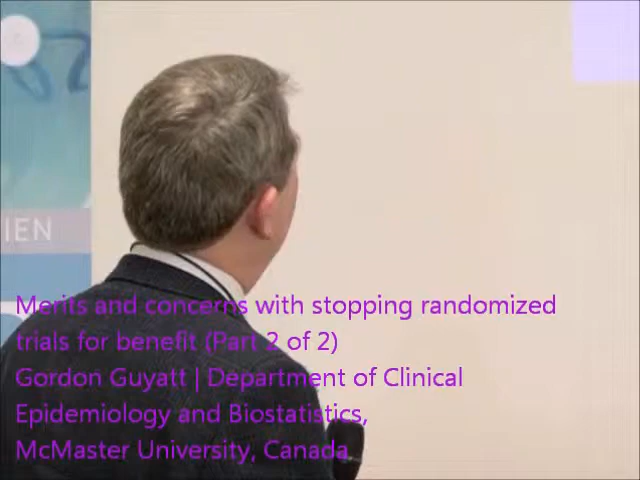 IEN
Merits and concerns with stopping randomized
trials for benefit (Part 2 of 2)
Gordon Guyatt | Department of Clinical
Epidemiology and Biostatistics,
McMaster University, Canada